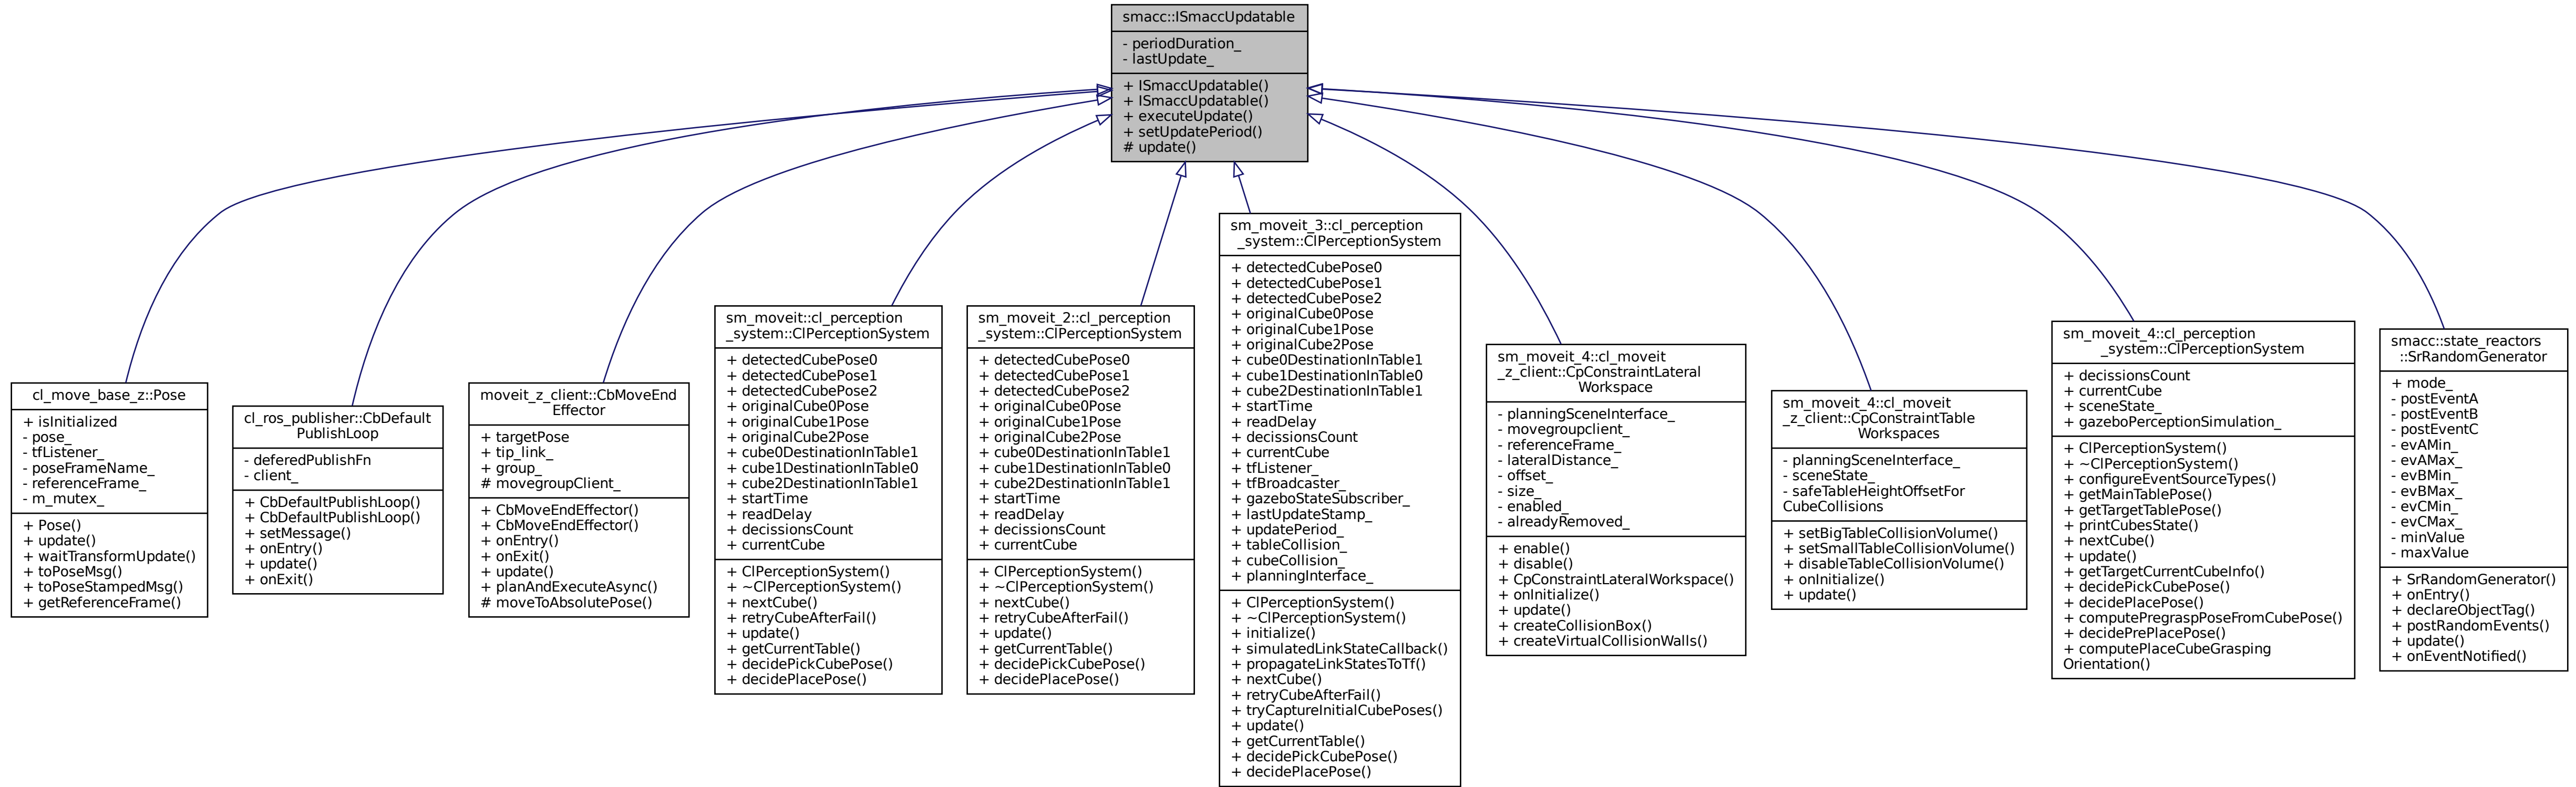 smacc::ISmaccUpdatable
- periodDuration_
- lastUpdate_
+ ISmaccUpdatable()
+ ISmaccUpdatable()
+ executeUpdate()
+ setUpdatePeriod()
# update()
cl_move_base_z::Pose
+ isInitialized
- pose_
- tfListener_
- poseFrameName_
- referenceFrame_
- m_mutex_
+ Pose()
+ update()
+ waitTransformUpdate()
+ toPoseMsg()
+ toPoseStampedMsg()
+ getReferenceFrame()
cl_ros_publisher::CbDefault
PublishLoop
- deferedPublishFn
- client_
+ CbDefaultPublishLoop()
+ CbDefaultPublishLoop()
+ setMessage()
+ onEntry()
+ update()
+ onExit()
moveit_z_client::CbMoveEnd
Effector
+ targetPose
+ tip_link_
+ group_
# movegroupClient_
+ CbMoveEndEffector()
+ CbMoveEndEffector()
+ onEntry()
+ onExit()
+ update()
+ planAndExecuteAsync()
# moveToAbsolutePose()
sm_moveit::cl_perception
_system::ClPerceptionSystem
+ detectedCubePose0
+ detectedCubePose1
+ detectedCubePose2
+ originalCube0Pose
+ originalCube1Pose
+ originalCube2Pose
+ cube0DestinationInTable1
+ cube1DestinationInTable0
+ cube2DestinationInTable1
+ startTime
+ readDelay
+ decissionsCount
+ currentCube
+ ClPerceptionSystem()
+ ~ClPerceptionSystem()
+ nextCube()
+ retryCubeAfterFail()
+ update()
+ getCurrentTable()
+ decidePickCubePose()
+ decidePlacePose()
sm_moveit_2::cl_perception
_system::ClPerceptionSystem
+ detectedCubePose0
+ detectedCubePose1
+ detectedCubePose2
+ originalCube0Pose
+ originalCube1Pose
+ originalCube2Pose
+ cube0DestinationInTable1
+ cube1DestinationInTable0
+ cube2DestinationInTable1
+ startTime
+ readDelay
+ decissionsCount
+ currentCube
+ ClPerceptionSystem()
+ ~ClPerceptionSystem()
+ nextCube()
+ retryCubeAfterFail()
+ update()
+ getCurrentTable()
+ decidePickCubePose()
+ decidePlacePose()
sm_moveit_3::cl_perception
_system::ClPerceptionSystem
+ detectedCubePose0
+ detectedCubePose1
+ detectedCubePose2
+ originalCube0Pose
+ originalCube1Pose
+ originalCube2Pose
+ cube0DestinationInTable1
+ cube1DestinationInTable0
+ cube2DestinationInTable1
+ startTime
+ readDelay
+ decissionsCount
+ currentCube
+ tfListener_
+ tfBroadcaster_
+ gazeboStateSubscriber_
+ lastUpdateStamp_
+ updatePeriod_
+ tableCollision_
+ cubeCollision_
+ planningInterface_
+ ClPerceptionSystem()
+ ~ClPerceptionSystem()
+ initialize()
+ simulatedLinkStateCallback()
+ propagateLinkStatesToTf()
+ nextCube()
+ retryCubeAfterFail()
+ tryCaptureInitialCubePoses()
+ update()
+ getCurrentTable()
+ decidePickCubePose()
+ decidePlacePose()
sm_moveit_4::cl_moveit
_z_client::CpConstraintLateral
Workspace
- planningSceneInterface_
- movegroupclient_
- referenceFrame_
- lateralDistance_
- offset_
- size_
- enabled_
- alreadyRemoved_
+ enable()
+ disable()
+ CpConstraintLateralWorkspace()
+ onInitialize()
+ update()
+ createCollisionBox()
+ createVirtualCollisionWalls()
sm_moveit_4::cl_moveit
_z_client::CpConstraintTable
Workspaces
- planningSceneInterface_
- sceneState_
- safeTableHeightOffsetFor
CubeCollisions
+ setBigTableCollisionVolume()
+ setSmallTableCollisionVolume()
+ disableTableCollisionVolume()
+ onInitialize()
+ update()
sm_moveit_4::cl_perception
_system::ClPerceptionSystem
+ decissionsCount
+ currentCube
+ sceneState_
+ gazeboPerceptionSimulation_
+ ClPerceptionSystem()
+ ~ClPerceptionSystem()
+ configureEventSourceTypes()
+ getMainTablePose()
+ getTargetTablePose()
+ printCubesState()
+ nextCube()
+ update()
+ getTargetCurrentCubeInfo()
+ decidePickCubePose()
+ decidePlacePose()
+ computePregraspPoseFromCubePose()
+ decidePrePlacePose()
+ computePlaceCubeGrasping
Orientation()
smacc::state_reactors
::SrRandomGenerator
+ mode_
- postEventA
- postEventB
- postEventC
- evAMin_
- evAMax_
- evBMin_
- evBMax_
- evCMin_
- evCMax_
- minValue
- maxValue
+ SrRandomGenerator()
+ onEntry()
+ declareObjectTag()
+ postRandomEvents()
+ update()
+ onEventNotified()